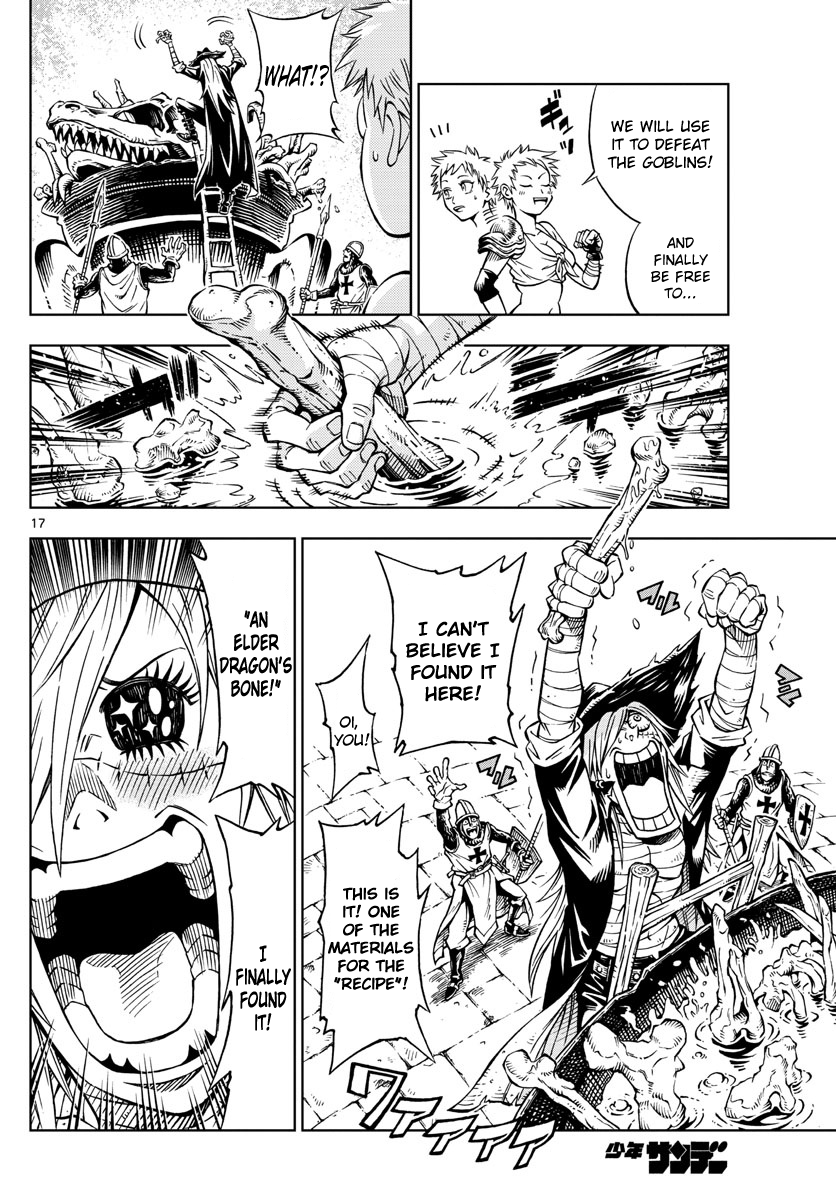 WE WILL USE
IT TO DEFEAT
THE GOBLINS!
AND
FINALLY
BE FREE
TO...
ギュッ
WHAT!?
17
I CAN'T
BELIEVE I
FOUND IT
HERE!
OI,
YOU!
THIS IS
IT! ONE
OF THE
MATERIALS
FOR THE
"RECIPE"!
ワァイイイ
"AN
ELDER
DRAGON'S
BONE!"
I
FINALLY
FOUND
IT!
少年サンデー